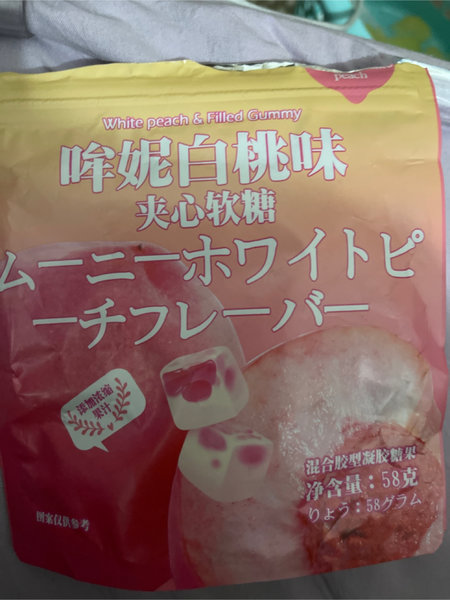 Peach
White peach & Filled Gummy
哞妮白桃味
夹心软糖
ムーニーホワイトピ
ーチフレーバー
添加浓缩
果汁
混合胶型凝胶糖果
净含量：58克
りょう：58グラム
图案仅供参考